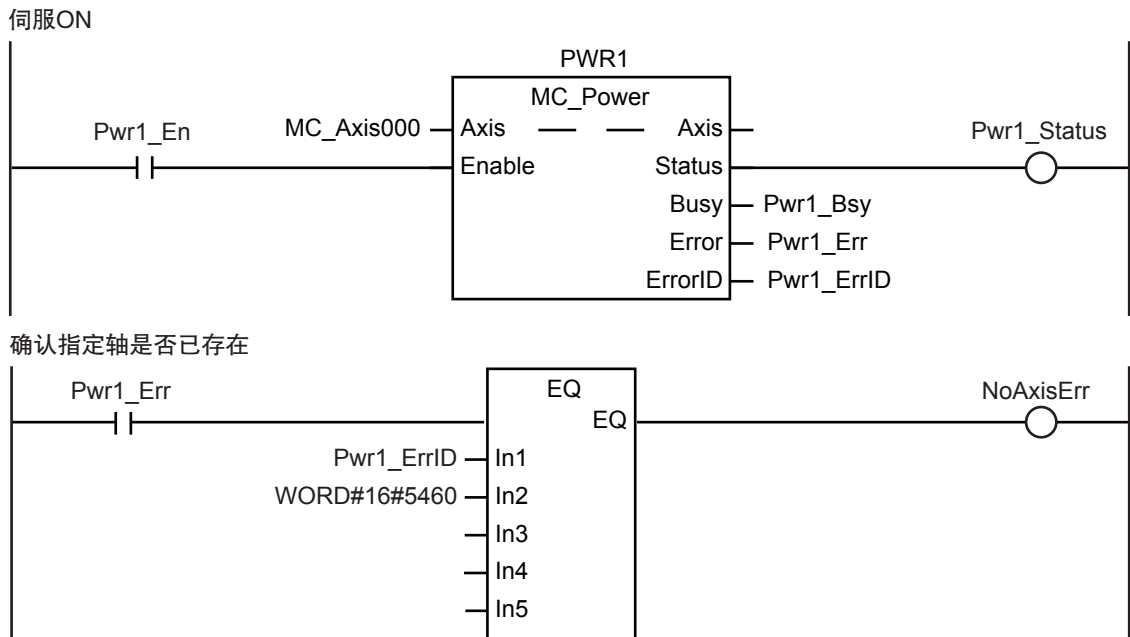 伺服ON
PWR1
MC_Power
Pwr1_En
MC_Axis000
Axis
Axis
Pwr1_Status
Enable
Status
Busy
Pwr1_Bsy
Error
Pwr1_Err
ErrorID
Pwr1_ErrID
确认指定轴是否已存在
Pwr1_Err
EQ
NoAxisErr
EQ
Pwr1_ErrID
In1
WORD#16#5460
In2
In3
In4
In5